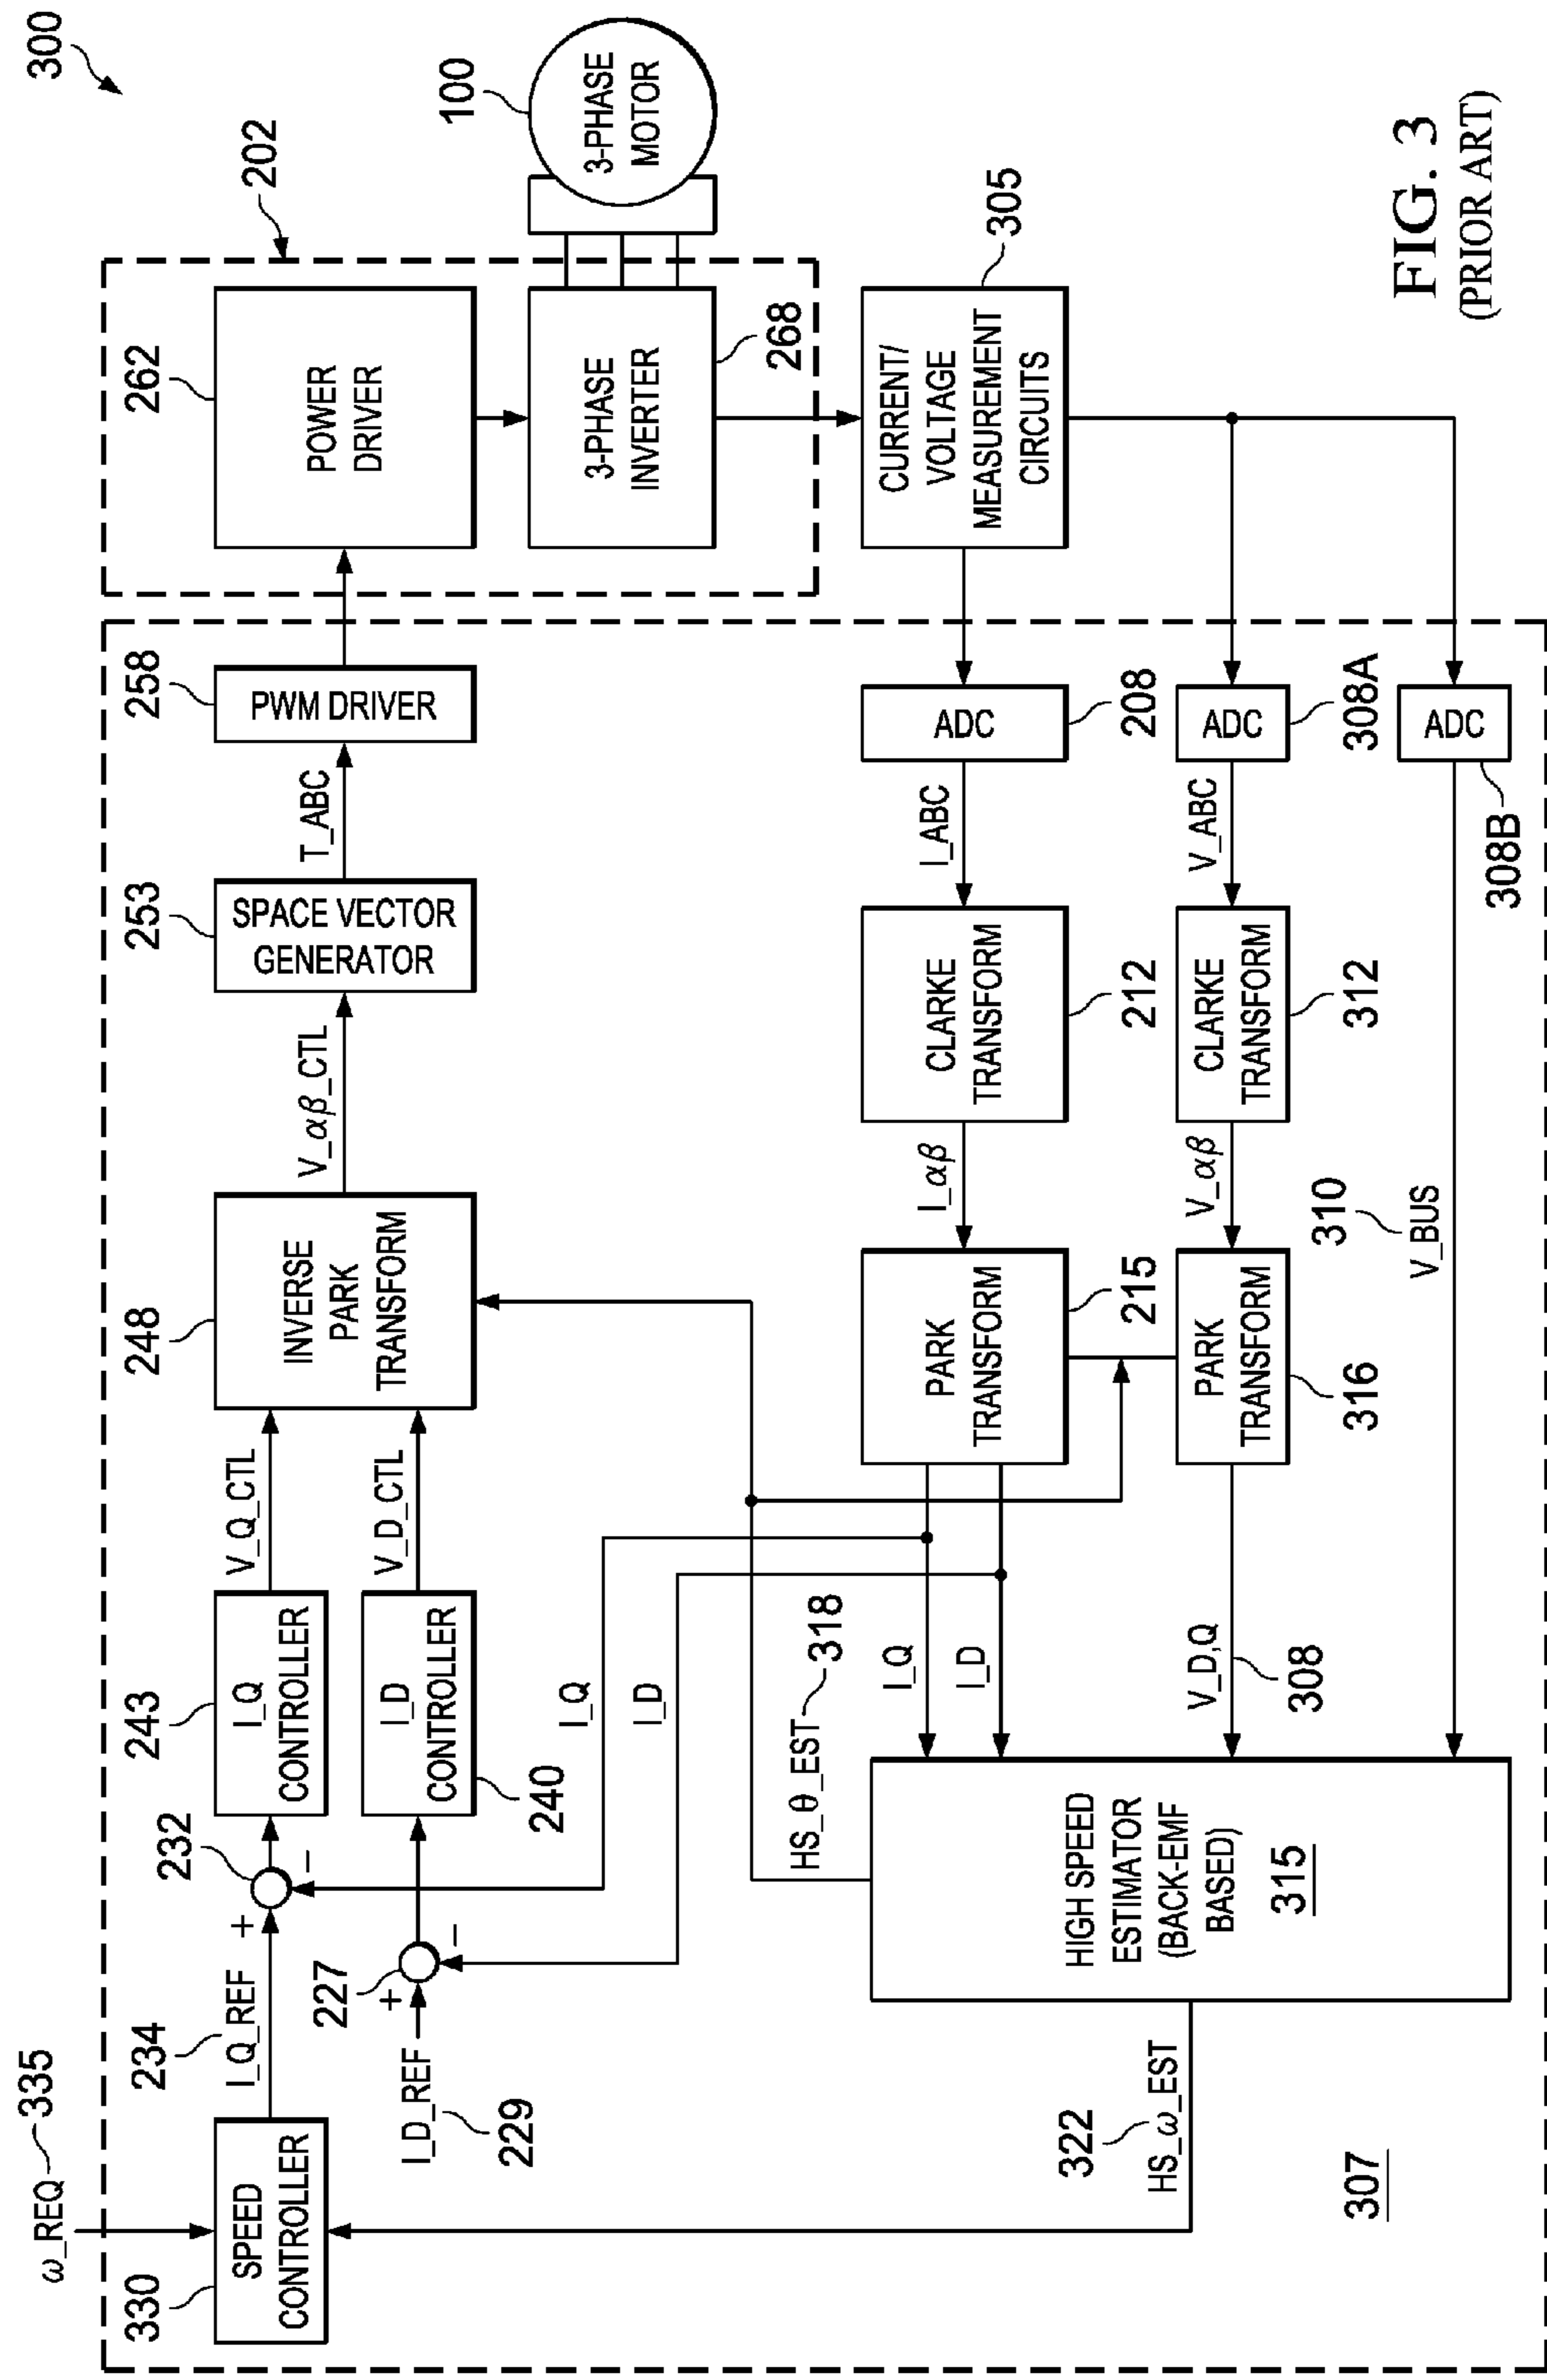 300
ω_REQ 335
330
SPEED
CONTROLLER
234
I_Q_REF
+
232
−
243
I_Q
CONTROLLER
V_Q_CTL
248
INVERSE
PARK
TRANSFORM
V_αβ_CTL
253
SPACE VECTOR
GENERATOR
T_ABC
258
PWM DRIVER
262
POWER
DRIVER
202
I_D_REF
229
+
227
−
I_D
CONTROLLER
240
V_D_CTL
3-PHASE
INVERTER
268
100
3-PHASE
MOTOR
I_Q
I_D
HS_θ_EST 318
I_Q
I_D
PARK
TRANSFORM
215
I_αβ
CLARKE
TRANSFORM
212
I_ABC
ADC
208
CURRENT/
VOLTAGE
MEASUREMENT
CIRCUITS
305
322
HS_ω_EST
HIGH SPEED
ESTIMATOR
(BACK-EMF
BASED)
315
V_D,Q
308
PARK
TRANSFORM
316
V_αβ
CLARKE
TRANSFORM
312
V_ABC
ADC
308A
310
V_BUS
ADC
308B
307
FIG. 3
(PRIOR ART)